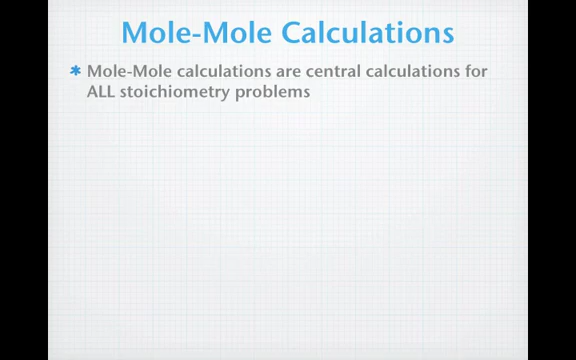 Mole-Mole Calculations
* Mole-Mole calculations are central calculations for
ALL stoichiometry problems